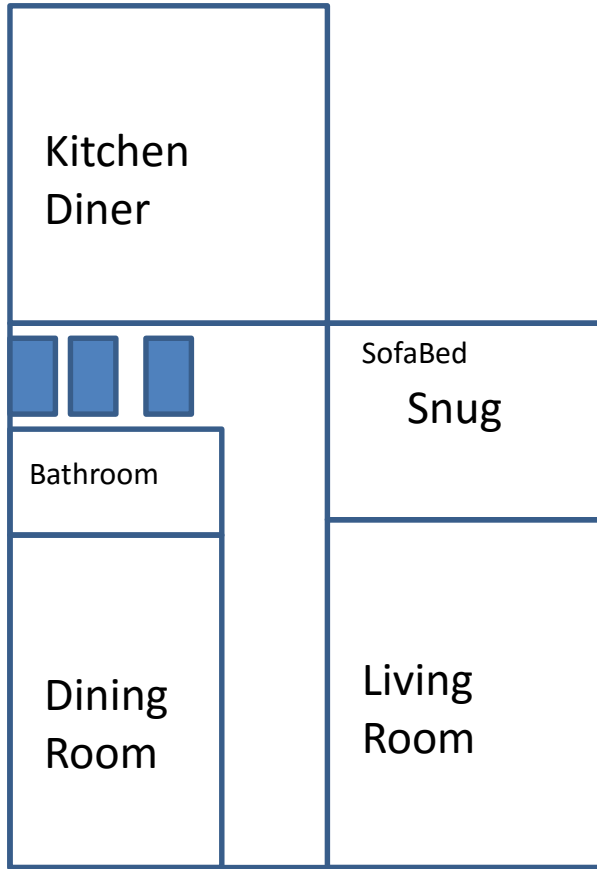 Kitchen
Diner
SofaBed
Snug
Bathroom
Dining
Room
Living
Room